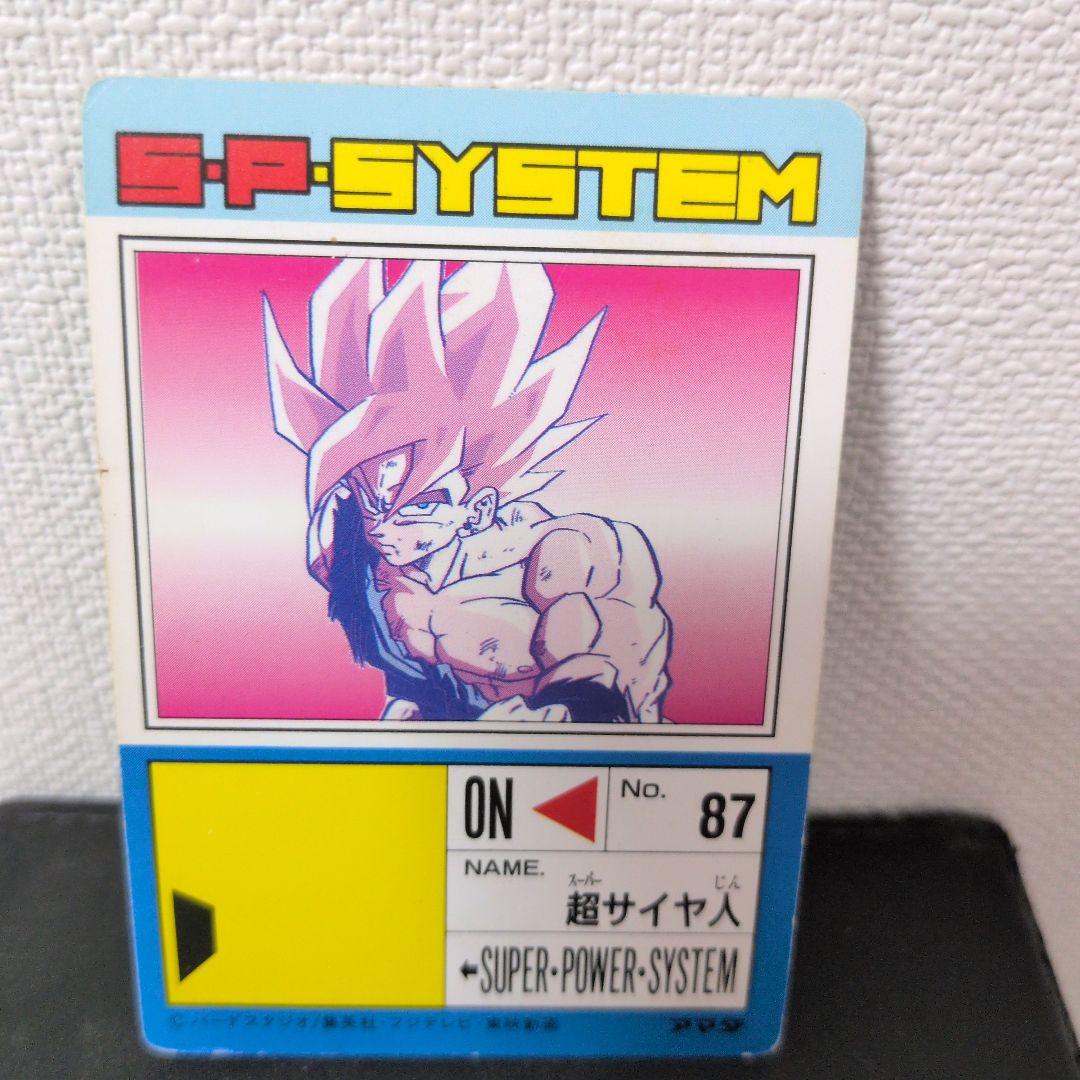 S・P・SYSTEM
ON
No.
87
NAME.
スーパー じん
超サイヤ人
←SUPER・POWER・SYSTEM
©バードスタジオ/集英社・フジテレビ・東映動画
アマダ